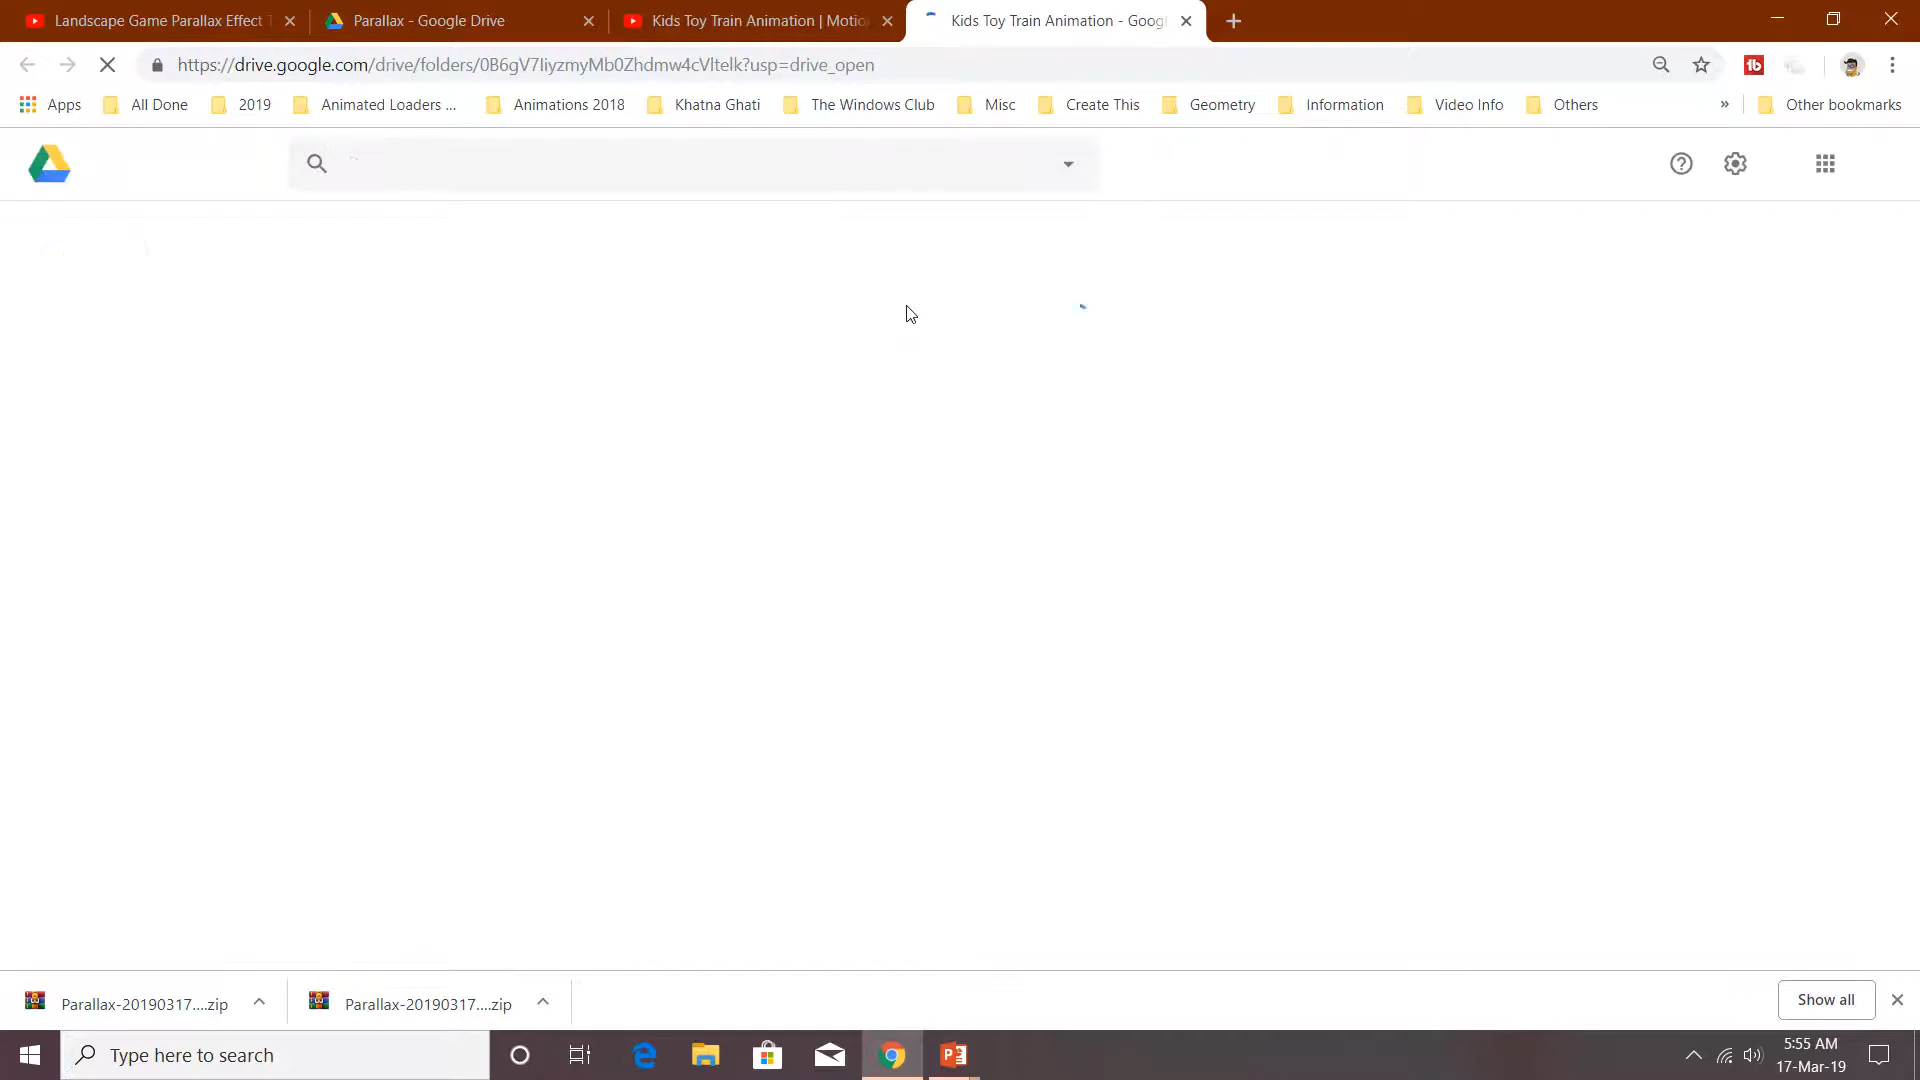 Landscape Game Parallax Effect T
Parallax - Google Drive
Kids Toy Train Animation | Motio
Kids Toy Train Animation - Googl
https://drive.google.com/drive/folders/0B6gV7IiyzmyMb0Zhdmw4cVltelk?usp=drive_open
Apps
All Done
2019
Animated Loaders ...
Animations 2018
Khatna Ghati
The Windows Club
Misc
Create This
Geometry
Information
Video Info
Others
»
Other bookmarks
Parallax-20190317....zip
Parallax-20190317....zip
Show all
Type here to search
5:55 AM
17-Mar-19